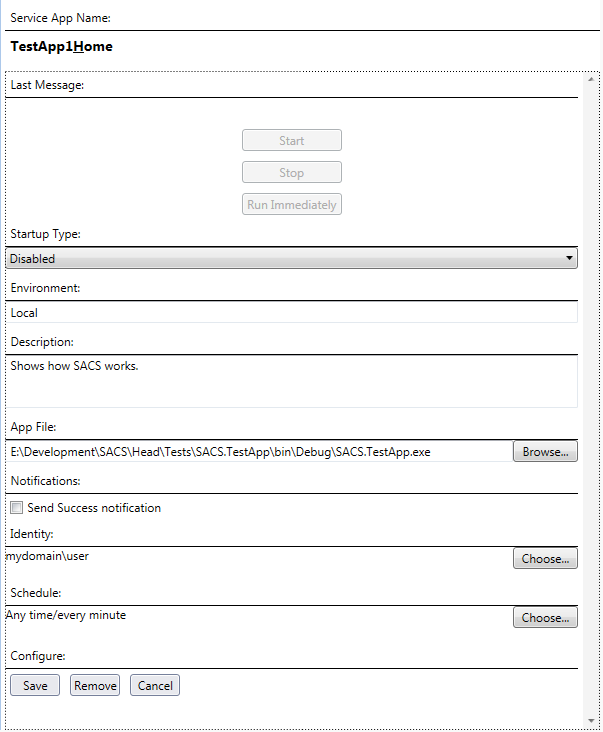 Service App Name:
TestApp1Home
Last Message:
Start
Stop
Run Immediately
Startup Type:
Disabled
Environment:
Local
Description:
Shows how SACS works.
App File:
E:\Development\SACS\Head\Tests\SACS.TestApp\bin\Debug\SACS.TestApp.exe Browse...
Notifications:
Send Success notification
Identity:
mydomain\user Choose...
Schedule:
Any time/every minute Choose...
Configure:
Save Remove Cancel